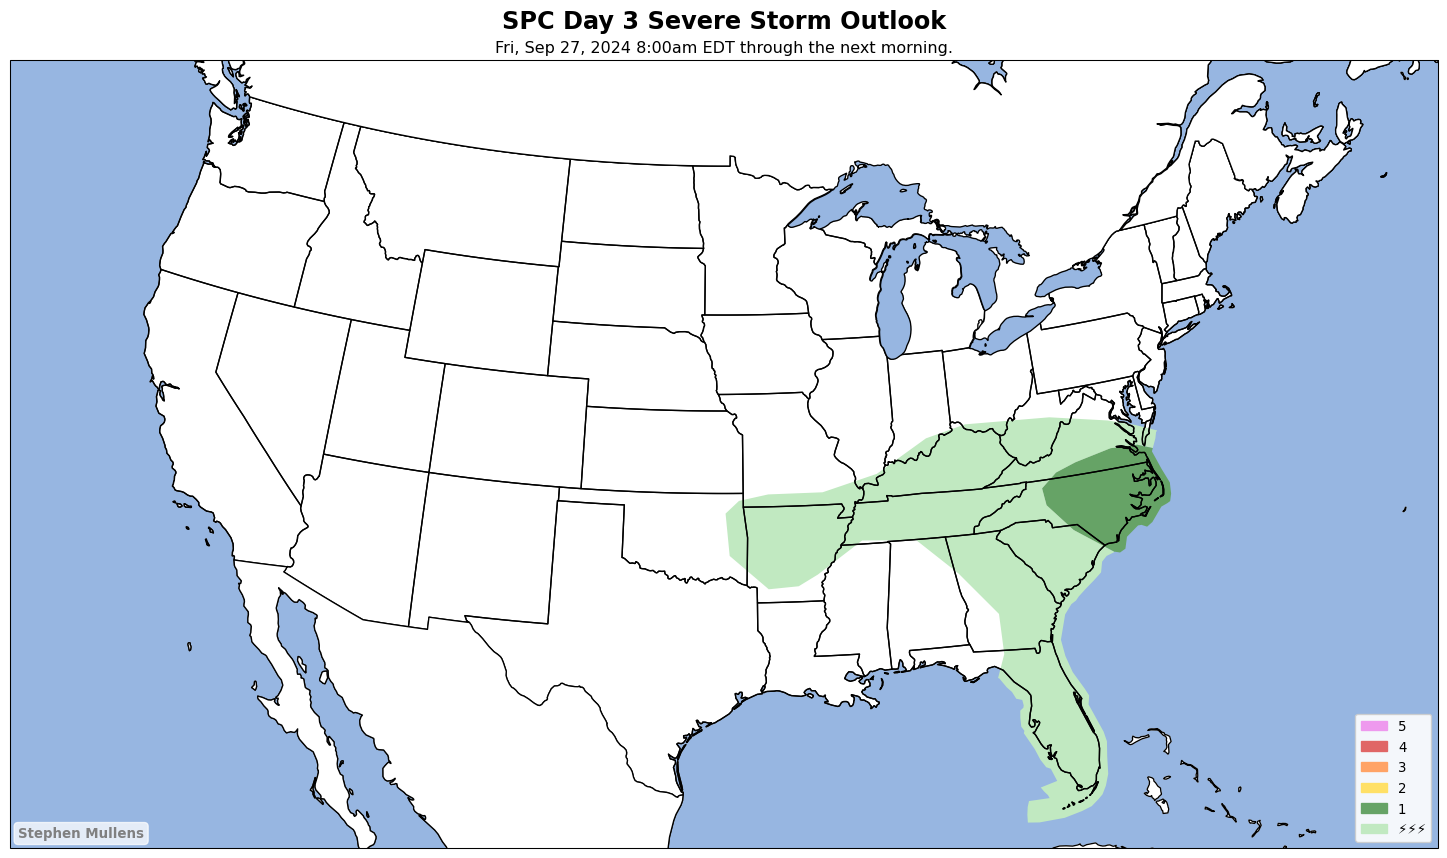 SPC Day 3 Severe Storm Outlook
Fri, Sep 27, 2024 8:00am EDT through the next morning.
5
4
3
2
1
⚡⚡⚡
Stephen Mullens